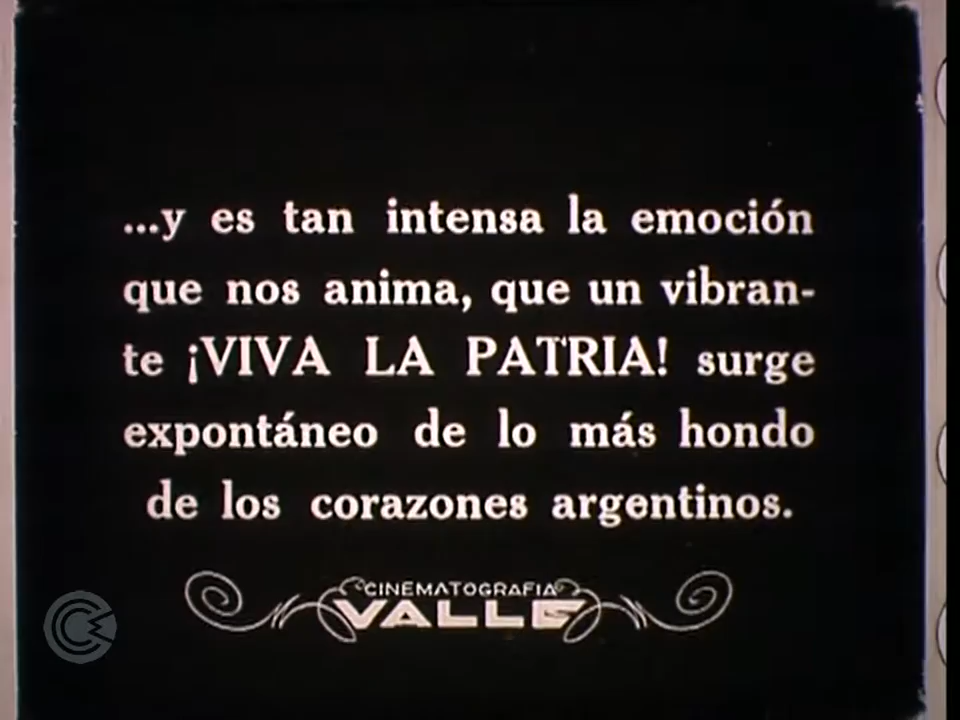 ...y es tan intensa la emoción
que nos anima, que un vibran-
te ¡VIVA LA PATRIA! surge
expontáneo de lo más hondo
de los corazones argentinos.
CINEMATOGRAFIA
VALLE